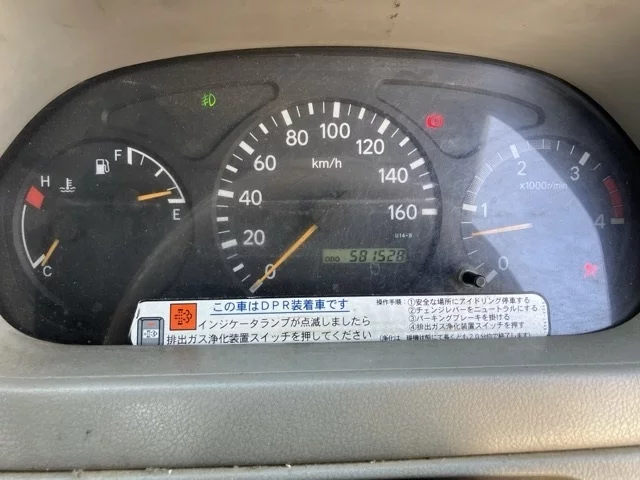 H
C
F
E
0
20
40
60
80
100
120
140
160
km/h
U14-B
ODO 581528
0
1
2
3
4
x1000r/min
この車はDPR装着車です
インジケータランプが点滅しましたら
排出ガス浄化装置スイッチを押してください
操作手順：①安全な場所にアイドリング停車する
②チェンジレバーをニュートラルにする
③パーキングブレーキを掛ける
④排出ガス浄化装置スイッチを押す